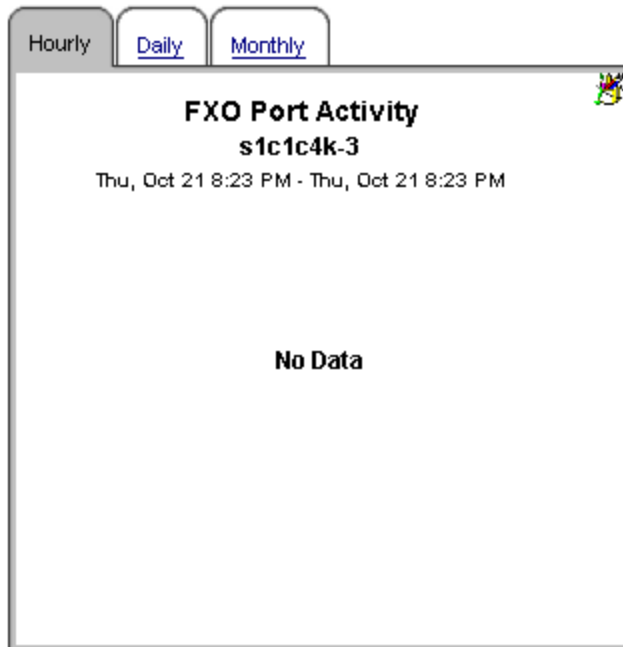 Hourly Daily Monthly
FXO Port Activity
s1c1c4k-3
Thu, Oct 21 8:23 PM - Thu, Oct 21 8:23 PM
No Data